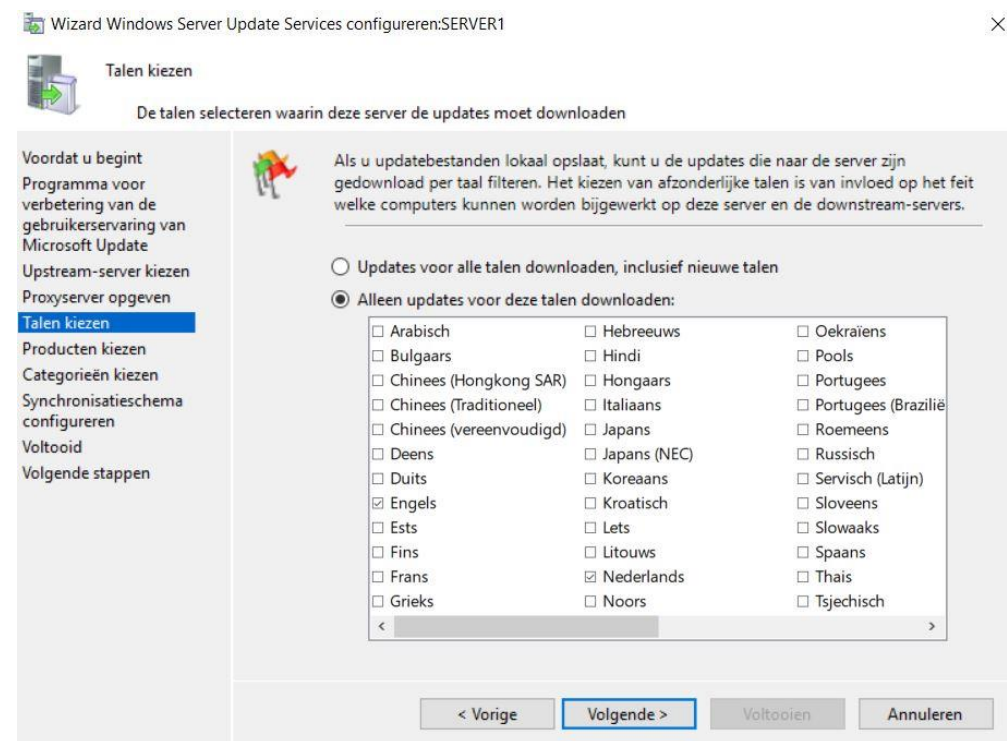 Wizard Windows Server Update Services configureren:SERVER1
Talen kiezen
De talen selecteren waarin deze server de updates moet downloaden
Voordat u begint
Programma voor
verbetering van de
gebruikerservaring van
Microsoft Update
Upstream-server kiezen
Proxyserver opgeven
Talen kiezen
Producten kiezen
Categorieën kiezen
Synchronisatieschema
configureren
Voltooid
Volgende stappen
Als u updatebestanden lokaal opslaat, kunt u de updates die naar de server zijn
gedownload per taal filteren. Het kiezen van afzonderlijke talen is van invloed op het feit
welke computers kunnen worden bijgewerkt op deze server en de downstream-servers.
Updates voor alle talen downloaden, inclusief nieuwe talen
Alleen updates voor deze talen downloaden:
Arabisch
Bulgaars
Chinees (Hongkong SAR)
Chinees (Traditioneel)
Chinees (vereenvoudigd)
Deens
Duits
Engels
Ests
Fins
Frans
Grieks
Hebreeuws
Hindi
Hongaars
Italiaans
Japans
Japans (NEC)
Koreaans
Kroatisch
Lets
Litouws
Nederlands
Noors
Oekraïens
Pools
Portugees
Portugees (Brazilië
Roemeens
Russisch
Servisch (Latijn)
Sloveens
Slowaaks
Spaans
Thais
Tsjechisch
< Vorige
Volgende >
Voltooien
Annuleren